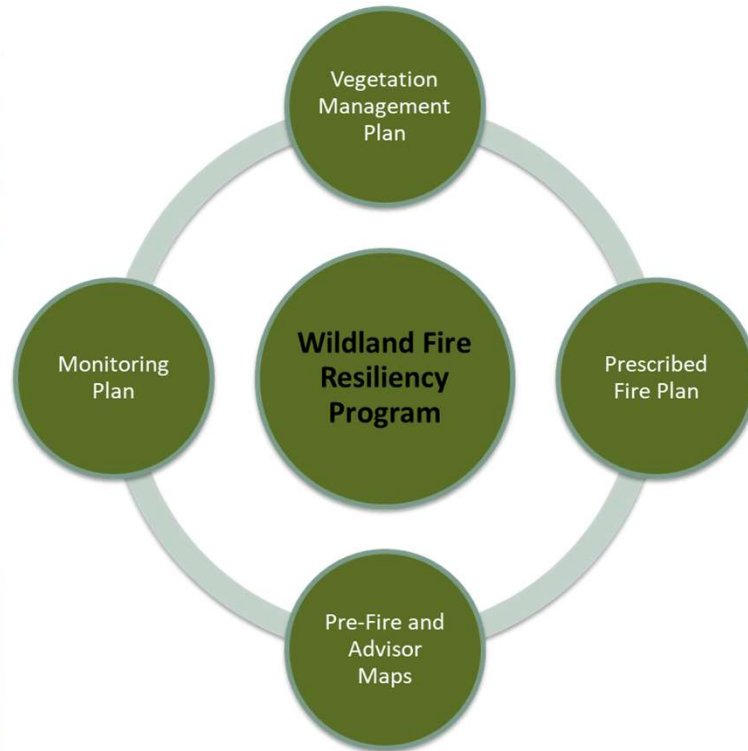 Vegetation
Management
Plan
Wildland Fire
Resiliency
Program
Monitoring
Plan
Prescribed
Fire Plan
Pre-Fire and
Advisor
Maps